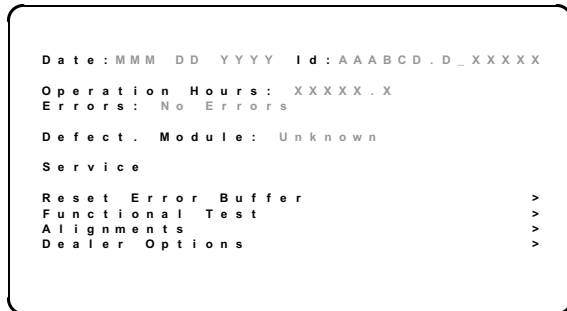 Date:MMM DD YYYY Id:AAABCD.D_XXXXX
Operation Hours: XXXXX.X
Errors: No Errors
Defect. Module: Unknown
Service
Reset Error Buffer >
Functional Test >
Alignments >
Dealer Options >